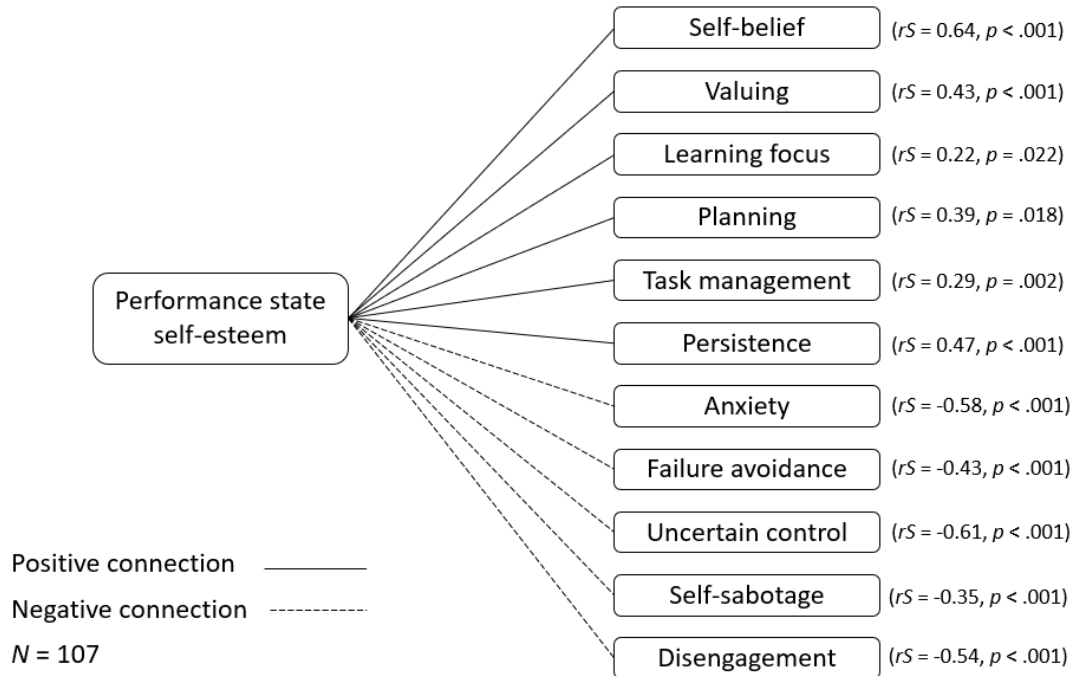 Self-belief (rS = 0.64, p < .001)
Valuing (rS = 0.43, p < .001)
Learning focus (rS = 0.22, p = .022)
Planning (rS = 0.39, p = .018)
Task management (rS = 0.29, p = .002)
Performance state
self-esteem
Persistence (rS = 0.47, p < .001)
Anxiety (rS = -0.58, p < .001)
Failure avoidance (rS = -0.43, p < .001)
Uncertain control (rS = -0.61, p < .001)
Self-sabotage (rS = -0.35, p < .001)
Disengagement (rS = -0.54, p < .001)
Positive connection
Negative connection
N = 107